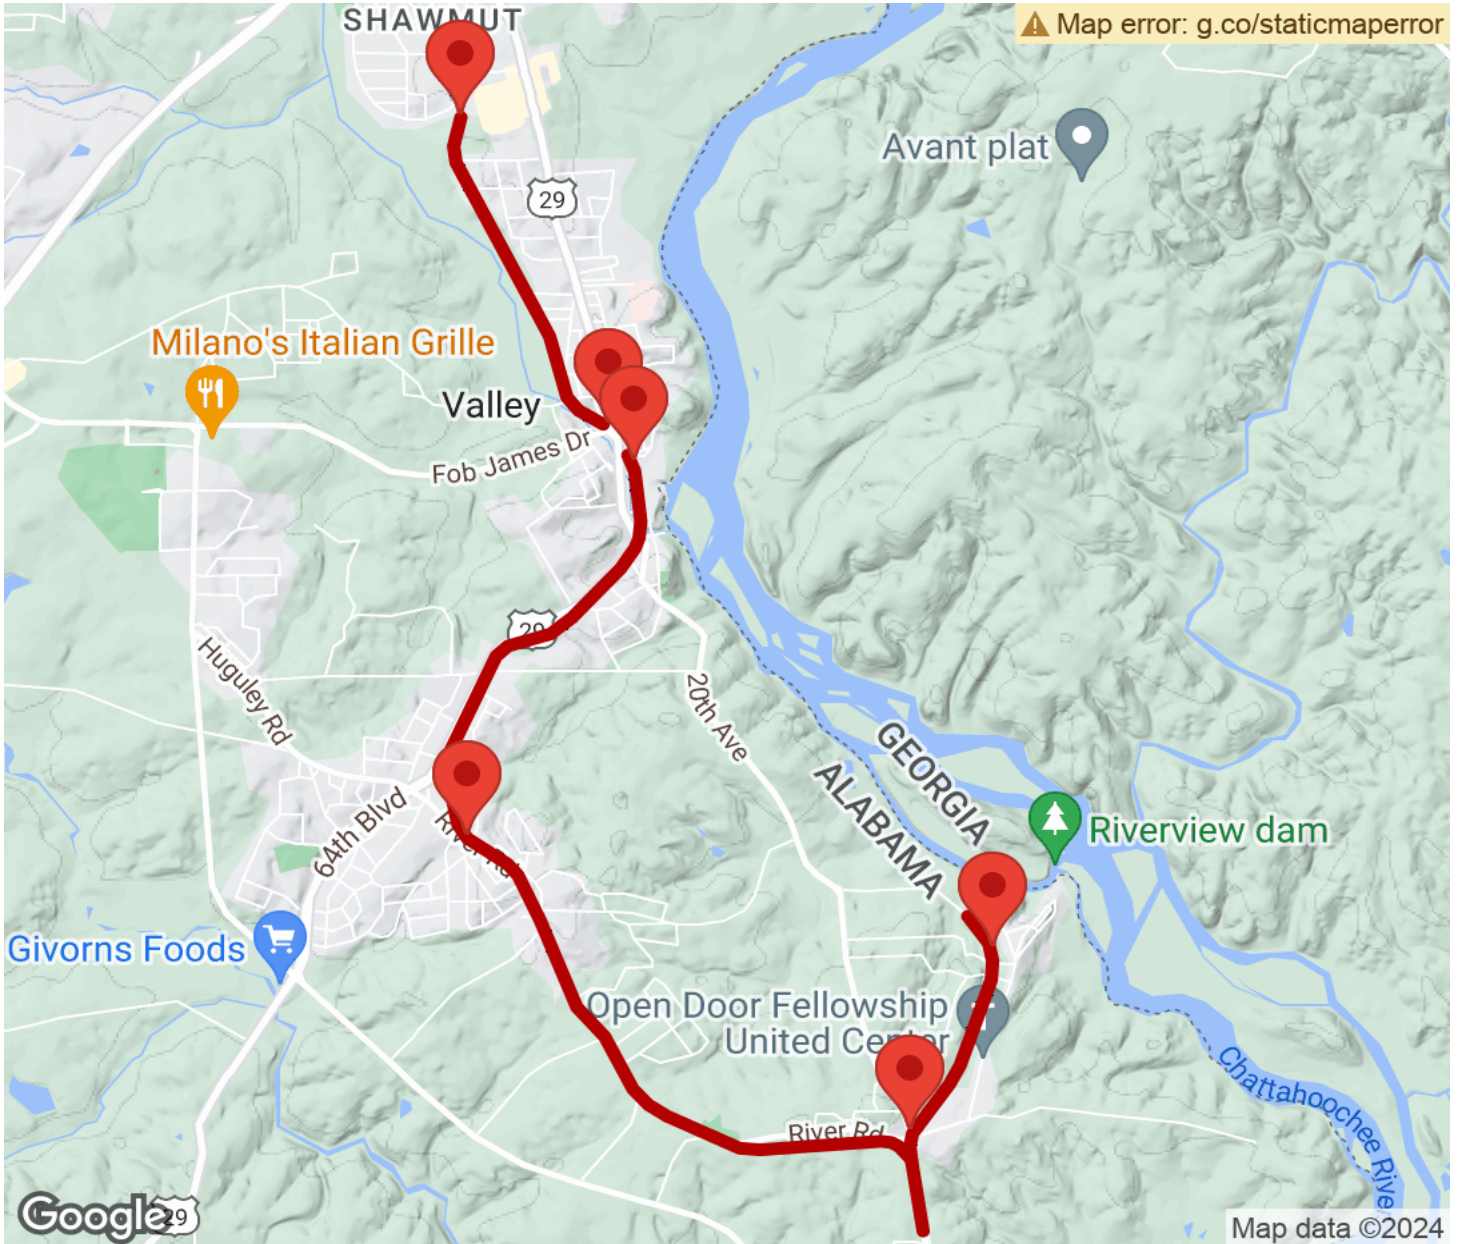 SHAWMUT
Map error: g.co/staticmaperror
29
Avant plat
Milano's Italian Grille
Valley
Fob James Dr
29
Huguley Rd
20th Ave
GEORGIA
ALABAMA
64th Blvd
River Rd
Riverview dam
Givorns Foods
Open Door Fellowship
United Center
River Rd
Chattahoochee River
Google
29
Map data ©2024